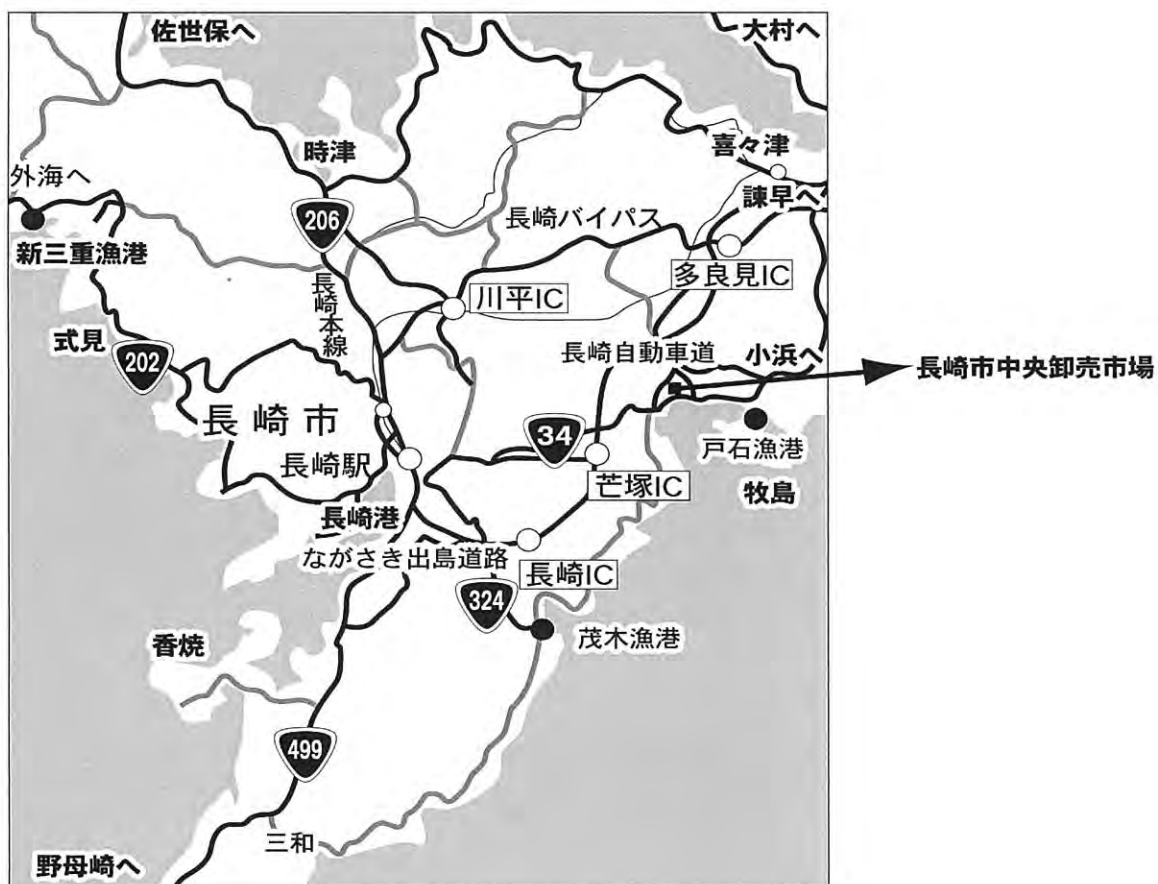 佐世保へ
大村へ
時津
喜々津
外海へ
諫早へ
206
長崎バイパス
新三重漁港
多良見IC
川平IC
長崎本線
式見
長崎自動車道
小浜へ
202
長崎市中央卸売市場
長崎市
34
戸石漁港
長崎駅
芒塚IC
牧島
長崎港
ながさき出島道路
長崎IC
324
香焼
茂木漁港
499
三和
野母崎へ